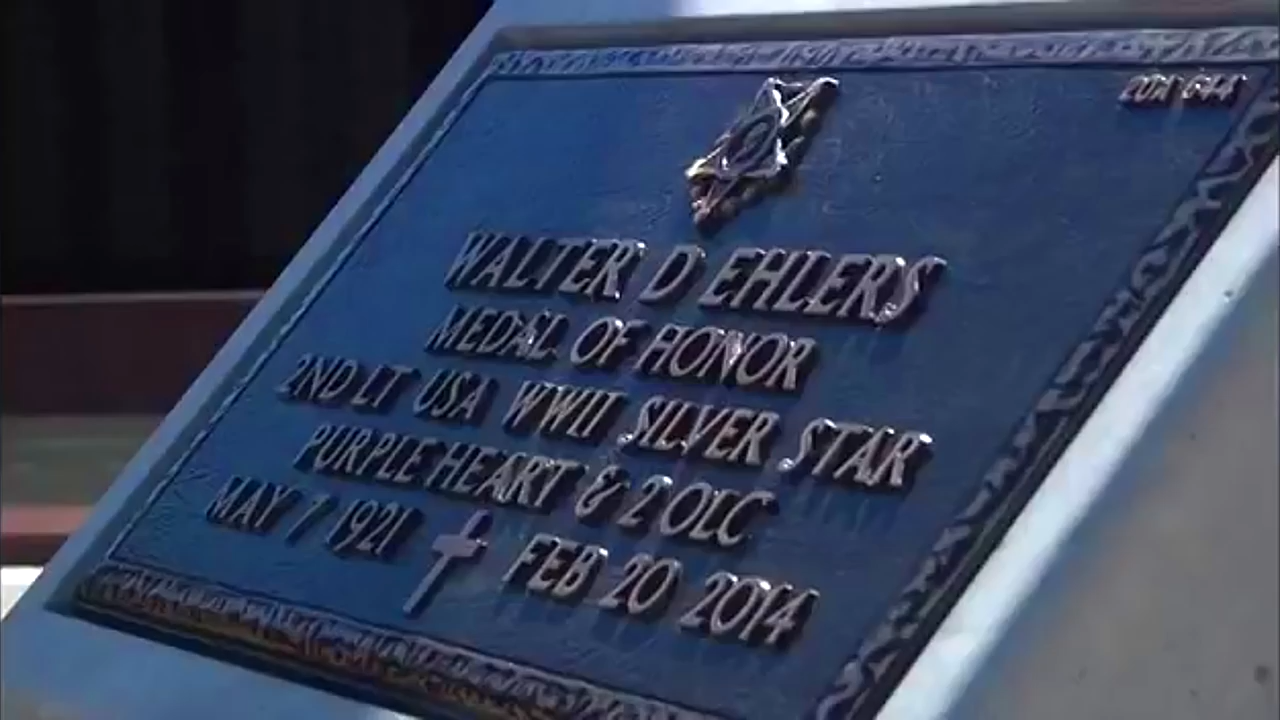 WALTER D EHLERS
MEDAL OF HONOR
2ND LT USA WWII SILVER STAR
PURPLE HEART & 2 OLC
MAY 7 1921 FEB 20 2014